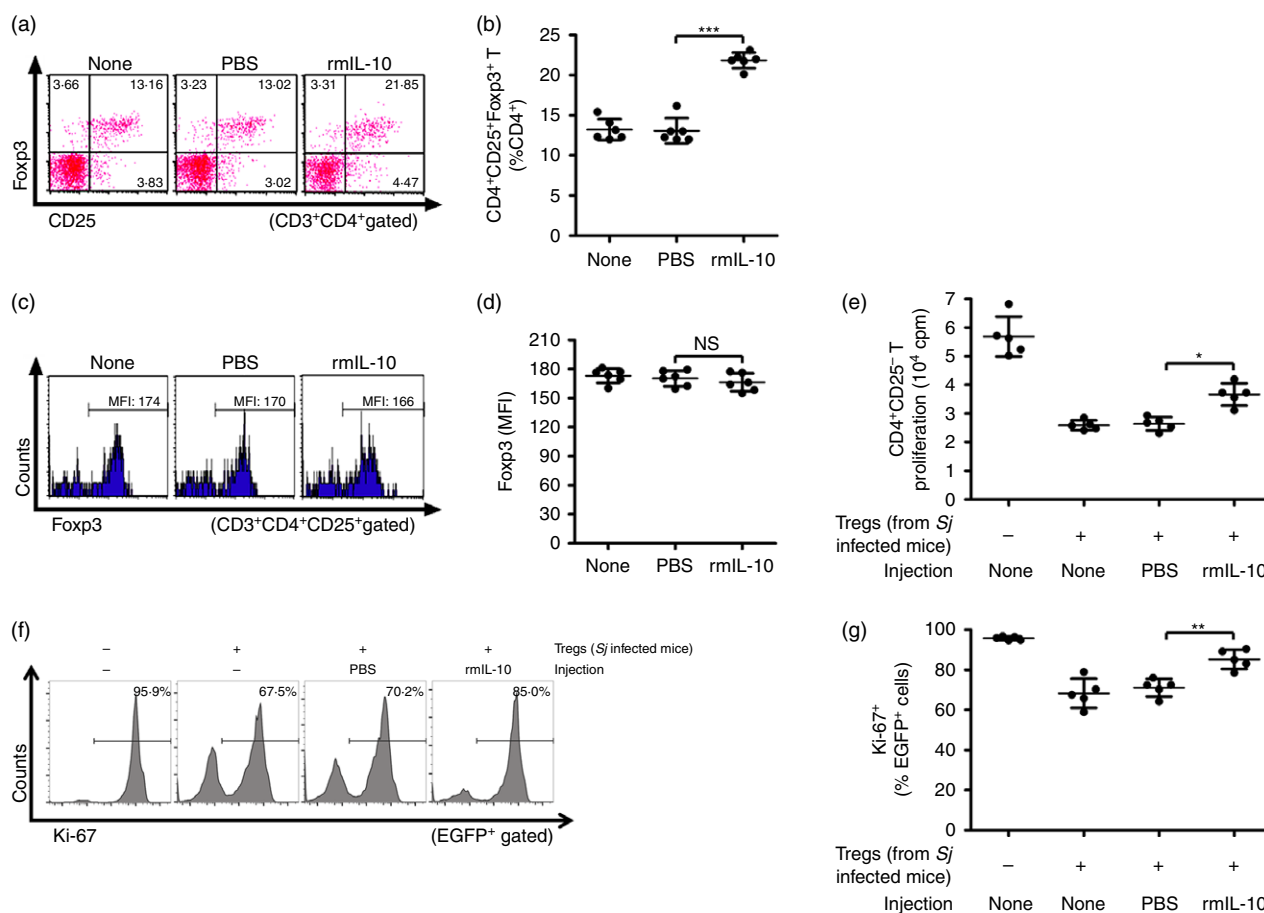 (a)
None PBS rmIL-10
3·66 13·16 3·23 13·02 3·31 21·85
3·83 3·02 4·47
Foxp3
CD25 (CD3⁺CD4⁺gated)
(b)
***
25
20
15
10
5
0
CD4⁺CD25⁺Foxp3⁺ T
(%CD4⁺)
None PBS rmIL-10
(c)
None PBS rmIL-10
MFI: 174 MFI: 170 MFI: 166
Counts
Foxp3 (CD3⁺CD4⁺CD25⁺gated)
(d)
NS
210
180
150
120
90
60
30
0
Foxp3 (MFI)
None PBS rmIL-10
(e)
*
7
6
5
4
3
2
1
0
CD4⁺CD25⁻ T
proliferation (10⁴ cpm)
Tregs (from Sj
infected mice) − + + +
Injection None None PBS rmIL-10
(f)
− + + + Tregs (Sj infected mice)
− − PBS rmIL-10 Injection
95·9% 67·5% 70·2% 85·0%
Counts
Ki-67 (EGFP⁺ gated)
(g)
**
100
80
60
40
20
0
Ki-67⁺
(% EGFP⁺ cells)
Tregs (from Sj
infected mice) − + + +
Injection None None PBS rmIL-10